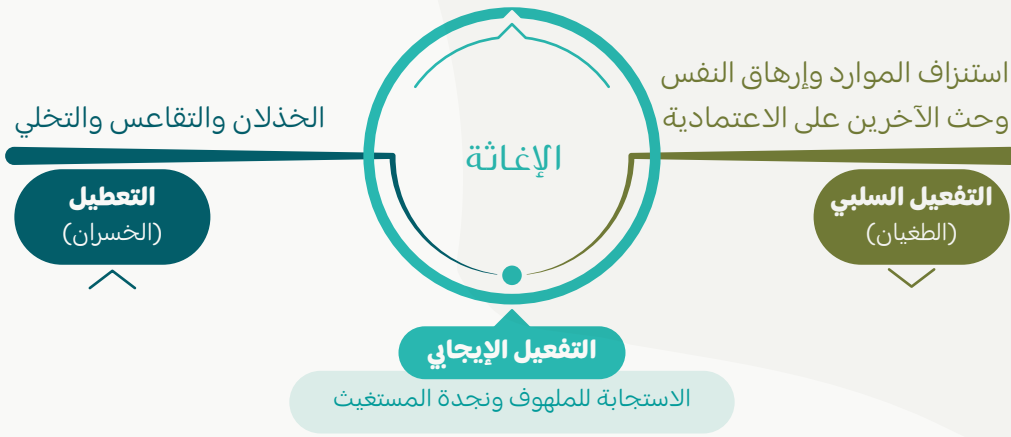 استنزاف الموارد وإرهاق النفس
وحث الآخرين على الاعتمادية
التفعيل السلبي
(الطغيان)
الإغاثة
الخذلان والتقاعس والتخلي
التعطيل
(الخسران)
التفعيل الإيجابي
الاستجابة للملهوف ونجدة المستغيث